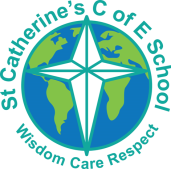 St Catherine's C of E School
Wisdom Care Respect